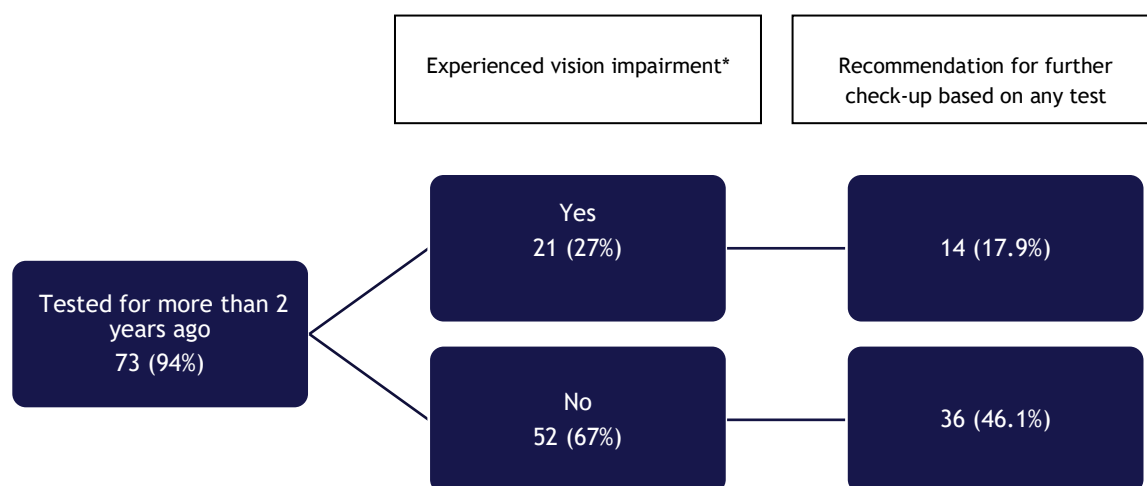 Experienced vision impairment*
Recommendation for further
check-up based on any test
Tested for more than 2
years ago
73 (94%)
Yes
21 (27%)
14 (17.9%)
No
52 (67%)
36 (46.1%)